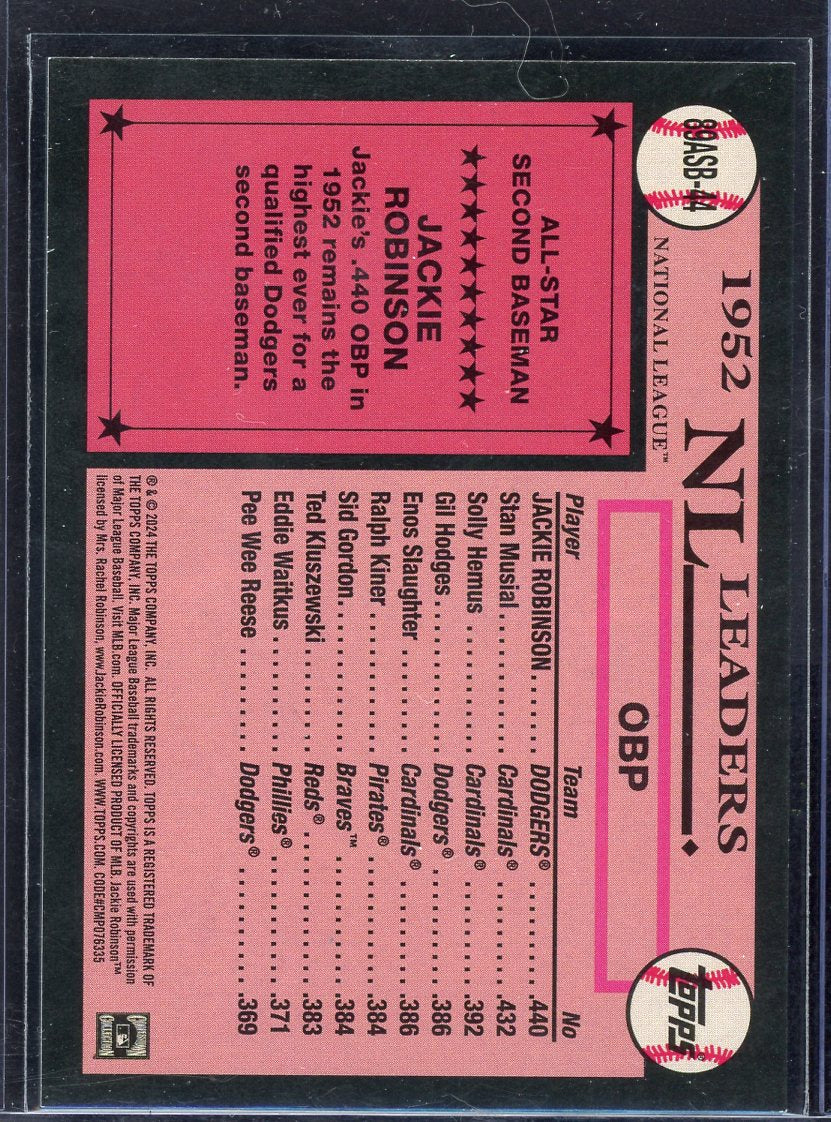 89ASB-44
1952 NL LEADERS
NATIONAL LEAGUE™
topps®
ALL-STAR
SECOND BASEMAN
JACKIE
ROBINSON
Jackie's .440 OBP in
1952 remains the
highest ever for a
qualified Dodgers
second baseman.
OBP
Player Team No
JACKIE ROBINSON....... DODGERS®........ .440
Stan Musial ............. Cardinals®......... .432
Solly Hemus ............ Cardinals®......... .392
Gil Hodges .............. Dodgers®.......... .386
Enos Slaughter ......... Cardinals®......... .386
Ralph Kiner ............. Pirates®........... .384
Sid Gordon.............. Braves™............ .384
Ted Kluszewski ......... Reds®.............. .383
Eddie Waitkus .......... Phillies®........... .371
Pee Wee Reese ......... Dodgers®.......... .369
® & © 2024 THE TOPPS COMPANY, INC. ALL RIGHTS RESERVED. TOPPS IS A REGISTERED TRADEMARK OF
THE TOPPS COMPANY, INC. Major League Baseball trademarks and copyrights are used with permission
of Major League Baseball. Visit MLB.com. OFFICIALLY LICENSED PRODUCT OF MLB. Jackie Robinson™
licensed by Mrs. Rachel Robinson, www.JackieRobinson.com. WWW.TOPPS.COM. CODE#CMP076335
COOPERSTOWN
COLLECTION